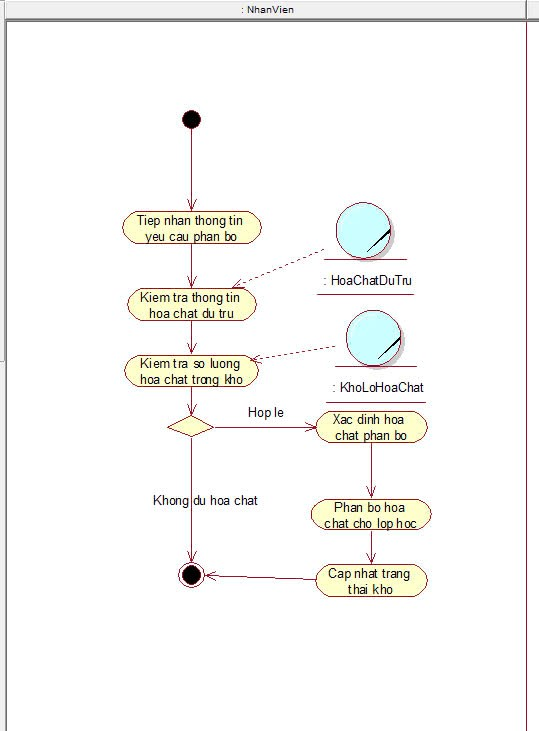 : NhanVien
Tiep nhan thong tin
yeu cau phan bo
: HoaChatDuTru
Kiem tra thong tin
hoa chat du tru
Kiem tra so luong
hoa chat trong kho
: KhoLoHoaChat
Hop le
Xac dinh hoa
chat phan bo
Khong du hoa chat
Phan bo hoa
chat cho lop hoc
Cap nhat trang
thai kho